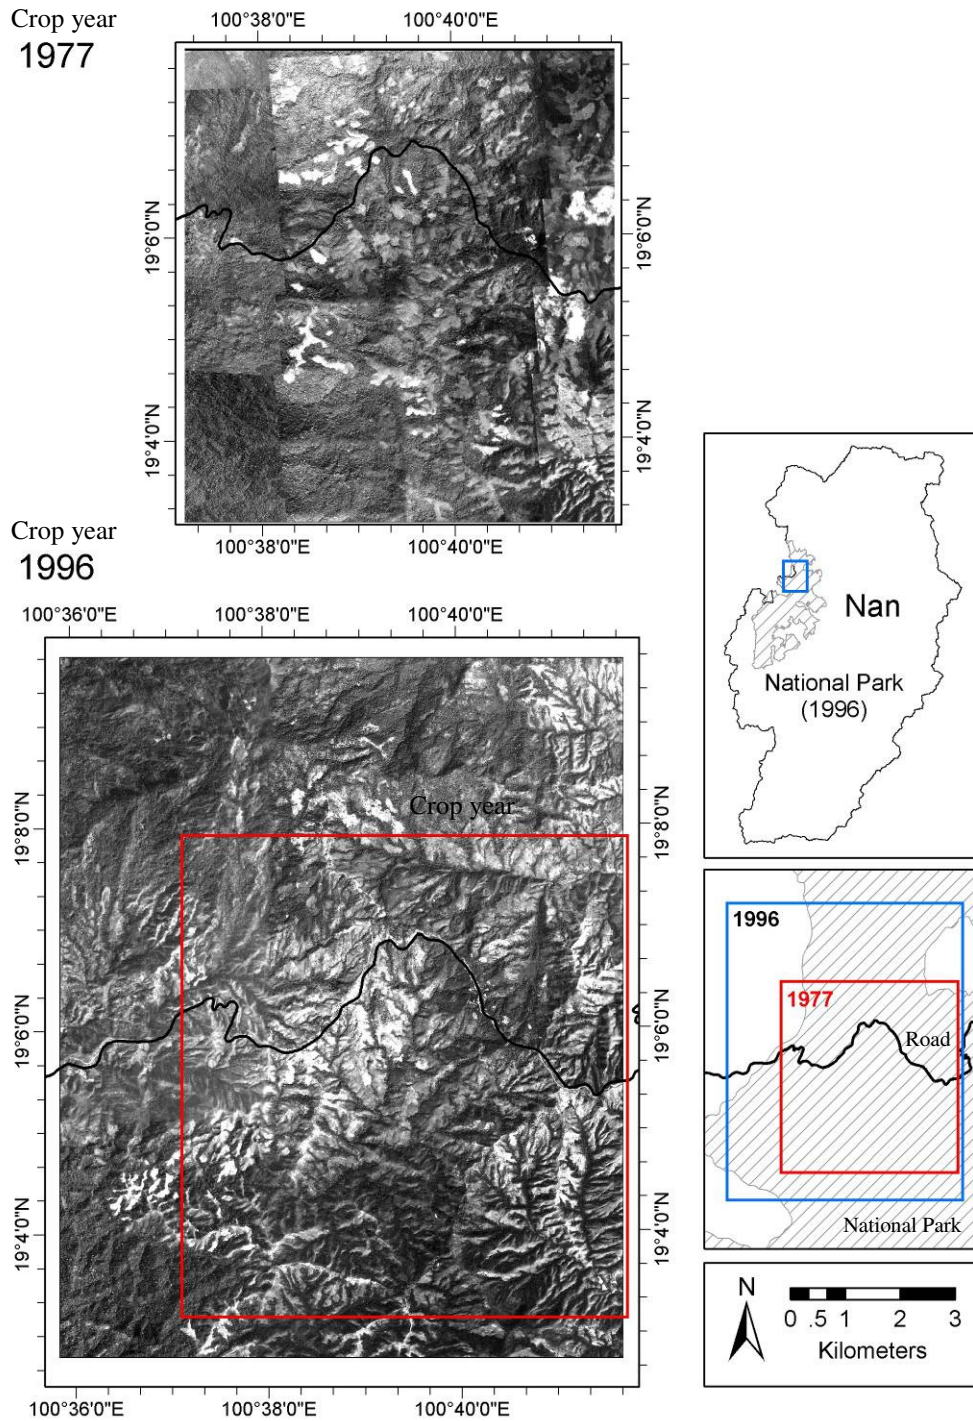 Crop year
1977
100°38'0"E
100°40'0"E
19°6'0"N
19°6'0"N
19°4'0"N
19°4'0"N
100°38'0"E
100°40'0"E
Crop year
1996
100°36'0"E
100°38'0"E
100°40'0"E
19°8'0"N
19°8'0"N
Crop year
19°6'0"N
19°6'0"N
19°4'0"N
19°4'0"N
100°36'0"E
100°38'0"E
100°40'0"E
Nan
National Park
(1996)
1996
1977
Road
National Park
N
0 .5 1 2 3
Kilometers